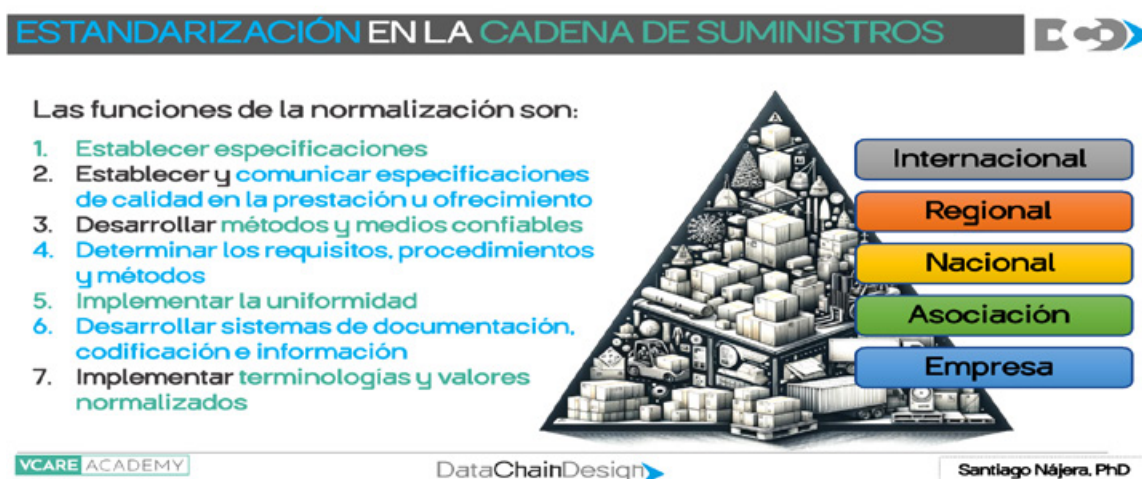 ESTANDARIZACIÓN EN LA CADENA DE SUMINISTROS
DCD
Las funciones de la normalización son:
1. Establecer especificaciones
2. Establecer y comunicar especificaciones
de calidad en la prestación u ofrecimiento
3. Desarrollar métodos y medios confiables
4. Determinar los requisitos, procedimientos
y métodos
5. Implementar la uniformidad
6. Desarrollar sistemas de documentación,
codificación e información
7. Implementar terminologías y valores
normalizados
Internacional
Regional
Nacional
Asociación
Empresa
VCARE ACADEMY
DataChainDesign
Santiago Nájera, PhD